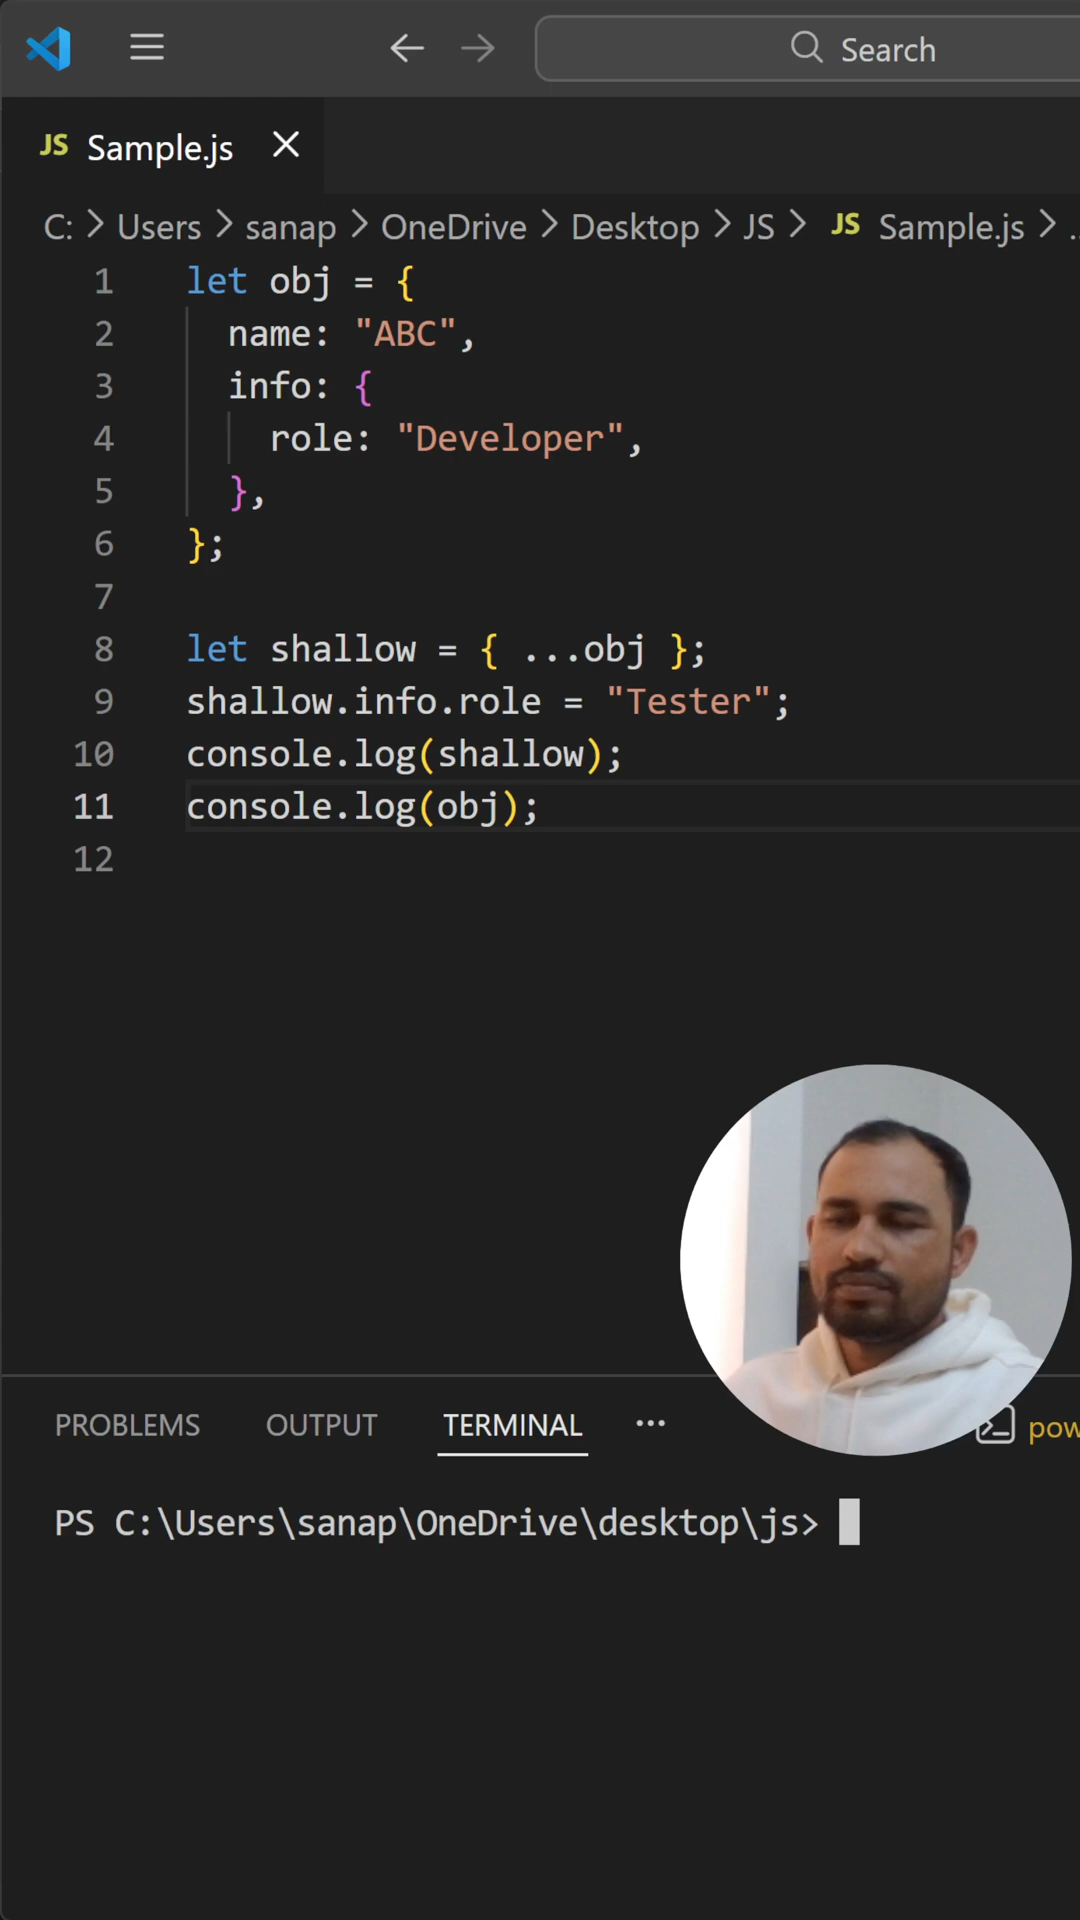 Search
JS Sample.js
C: > Users > sanap > OneDrive > Desktop > JS > JS Sample.js > ..
1 let obj = {
2   name: "ABC",
3   info: {
4     role: "Developer",
5   },
6 };
7
8 let shallow = { ...obj };
9 shallow.info.role = "Tester";
10 console.log(shallow);
11 console.log(obj);
12
PROBLEMS OUTPUT TERMINAL ··· pow
PS C:\Users\sanap\OneDrive\desktop\js>